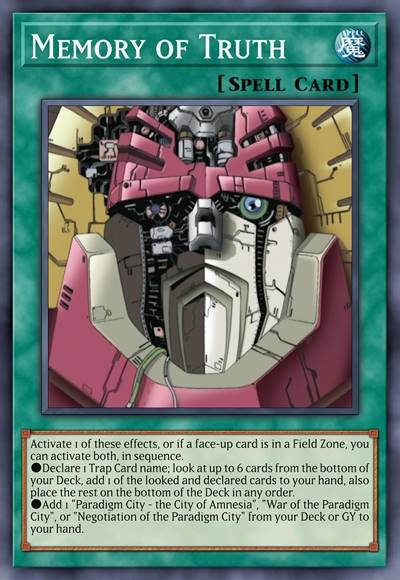 MEMORY OF TRUTH
魔
[SPELL CARD]
Activate 1 of these effects, or if a face-up card is in a Field Zone, you
can activate both, in sequence.
●Declare 1 Trap Card name; look at up to 6 cards from the bottom of
your Deck, add 1 of the looked and declared cards to your hand, also
place the rest on the bottom of the Deck in any order.
●Add 1 "Paradigm City - the City of Amnesia", "War of the Paradigm
City", or "Negotiation of the Paradigm City" from your Deck or GY to
your hand.